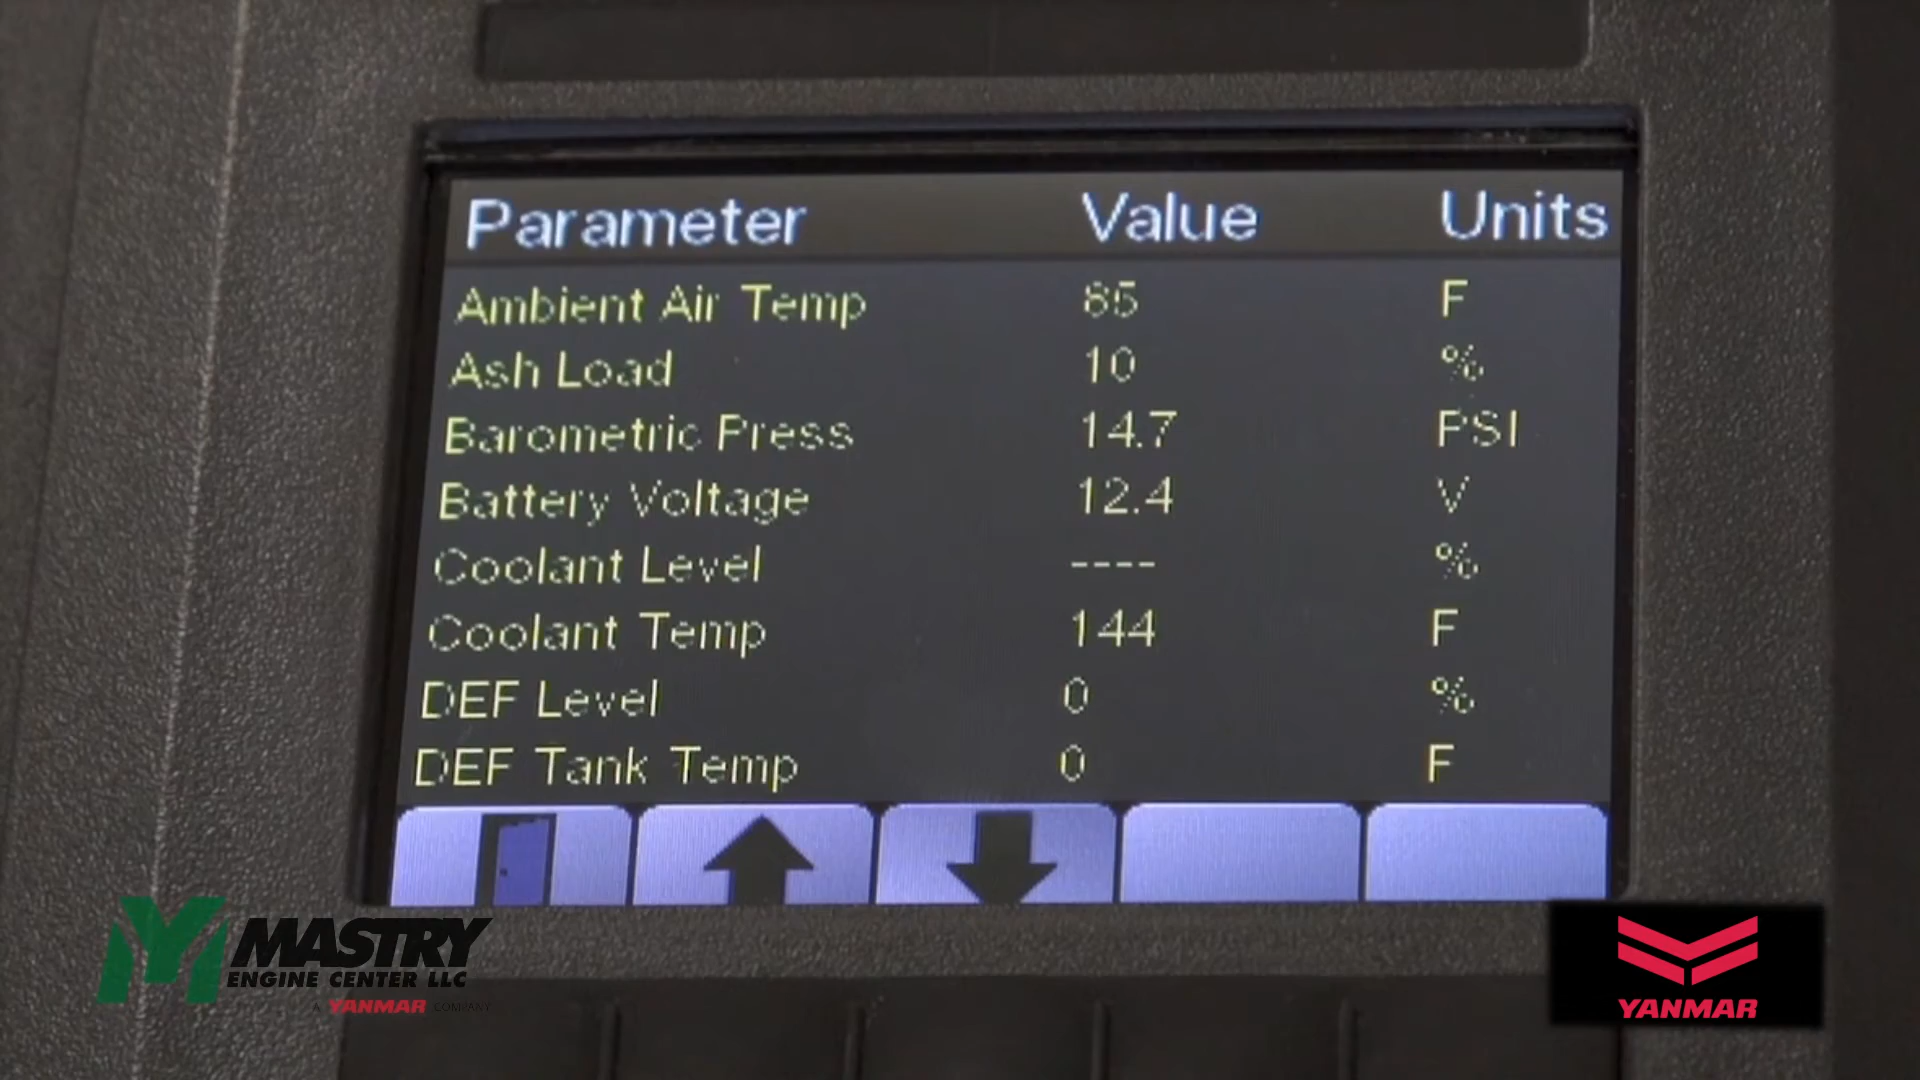 Parameter Value Units
Ambient Air Temp 85 F
Ash Load 10 %
Barometric Press 14.7 PSI
Battery Voltage 12.4 V
Coolant Level ---- %
Coolant Temp 144 F
DEF Level 0 %
DEF Tank Temp 0 F
MASTRY
ENGINE CENTER LLC
A YANMAR COMPANY
YANMAR